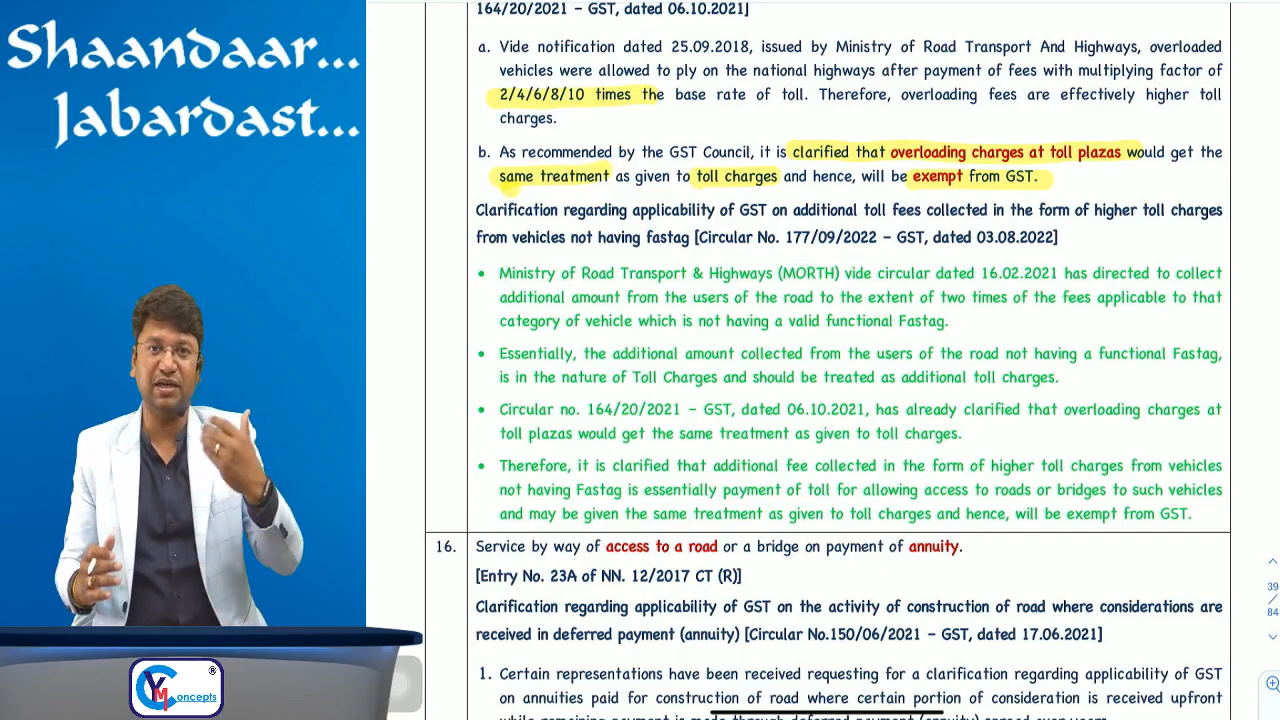 Shaandaar...
Jabardast...
164/20/2021 – GST, dated 06.10.2021]
a. Vide notification dated 25.09.2018, issued by Ministry of Road Transport And Highways, overloaded
vehicles were allowed to ply on the national highways after payment of fees with multiplying factor of
2/4/6/8/10 times the base rate of toll. Therefore, overloading fees are effectively higher toll
charges.
b. As recommended by the GST Council, it is clarified that overloading charges at toll plazas would get the
same treatment as given to toll charges and hence, will be exempt from GST.
Clarification regarding applicability of GST on additional toll fees collected in the form of higher toll charges
from vehicles not having fastag [Circular No. 177/09/2022 – GST, dated 03.08.2022]
• Ministry of Road Transport & Highways (MORTH) vide circular dated 16.02.2021 has directed to collect
additional amount from the users of the road to the extent of two times of the fees applicable to that
category of vehicle which is not having a valid functional Fastag.
• Essentially, the additional amount collected from the users of the road not having a functional Fastag,
is in the nature of Toll Charges and should be treated as additional toll charges.
• Circular no. 164/20/2021 – GST, dated 06.10.2021, has already clarified that overloading charges at
toll plazas would get the same treatment as given to toll charges.
• Therefore, it is clarified that additional fee collected in the form of higher toll charges from vehicles
not having Fastag is essentially payment of toll for allowing access to roads or bridges to such vehicles
and may be given the same treatment as given to toll charges and hence, will be exempt from GST.
16. Service by way of access to a road or a bridge on payment of annuity.
[Entry No. 23A of NN. 12/2017 CT (R)]
Clarification regarding applicability of GST on the activity of construction of road where considerations are
received in deferred payment (annuity) [Circular No.150/06/2021 – GST, dated 17.06.2021]
1. Certain representations have been received requesting for a clarification regarding applicability of GST
on annuities paid for construction of road where certain portion of consideration is received upfront
while remaining payment is made through deferred payment (annuity) spread over years.
39
/
84
YM Concepts
®